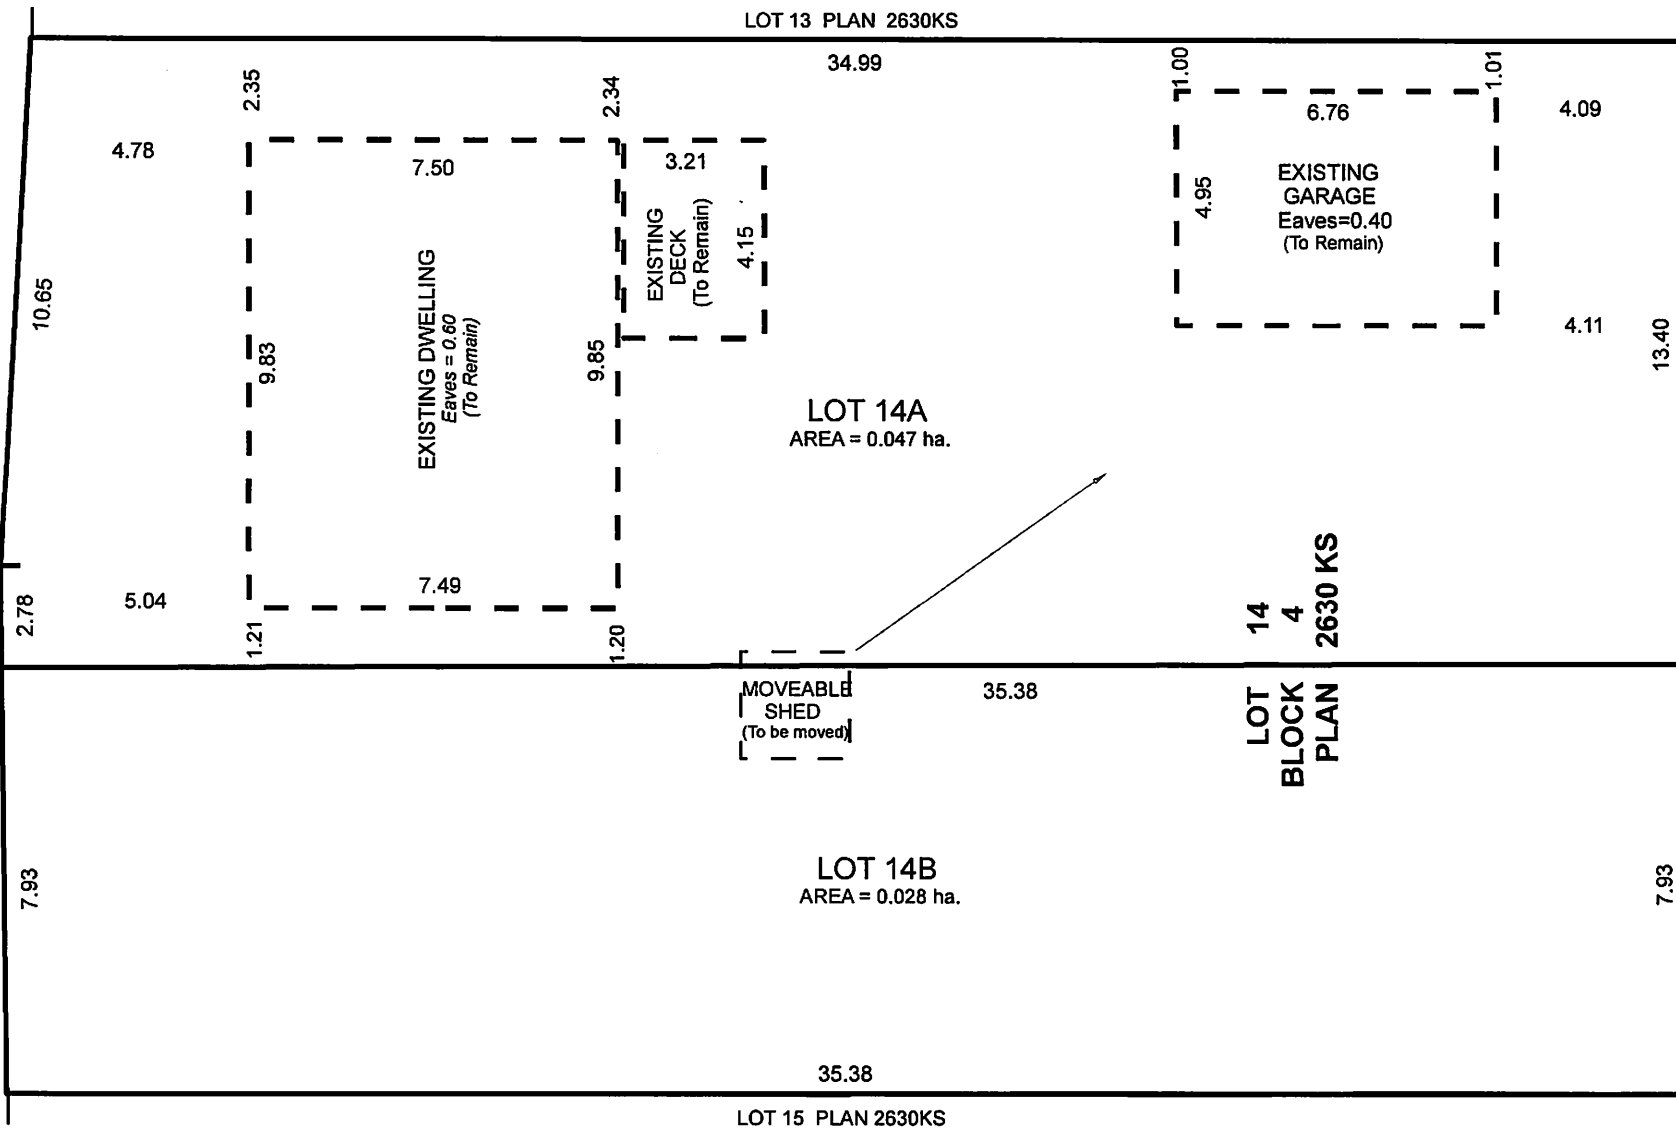 LOT 13 PLAN 2630KS
34.99
2.35
2.34
1.00
1.01
4.78
7.50
3.21
6.76
4.09
EXISTING
GARAGE
Eaves=0.40
(To Remain)
4.95
EXISTING
DECK
(To Remain)
4.15
10.65
9.83
EXISTING DWELLING
Eaves = 0.60
(To Remain)
9.85
4.11
13.40
LOT 14A
AREA = 0.047 ha.
2.78
5.04
7.49
1.21
1.20
MOVEABLE
SHED
(To be moved)
35.38
LOT 14
BLOCK 4
PLAN 2630 KS
7.93
LOT 14B
AREA = 0.028 ha.
7.93
35.38
LOT 15 PLAN 2630KS